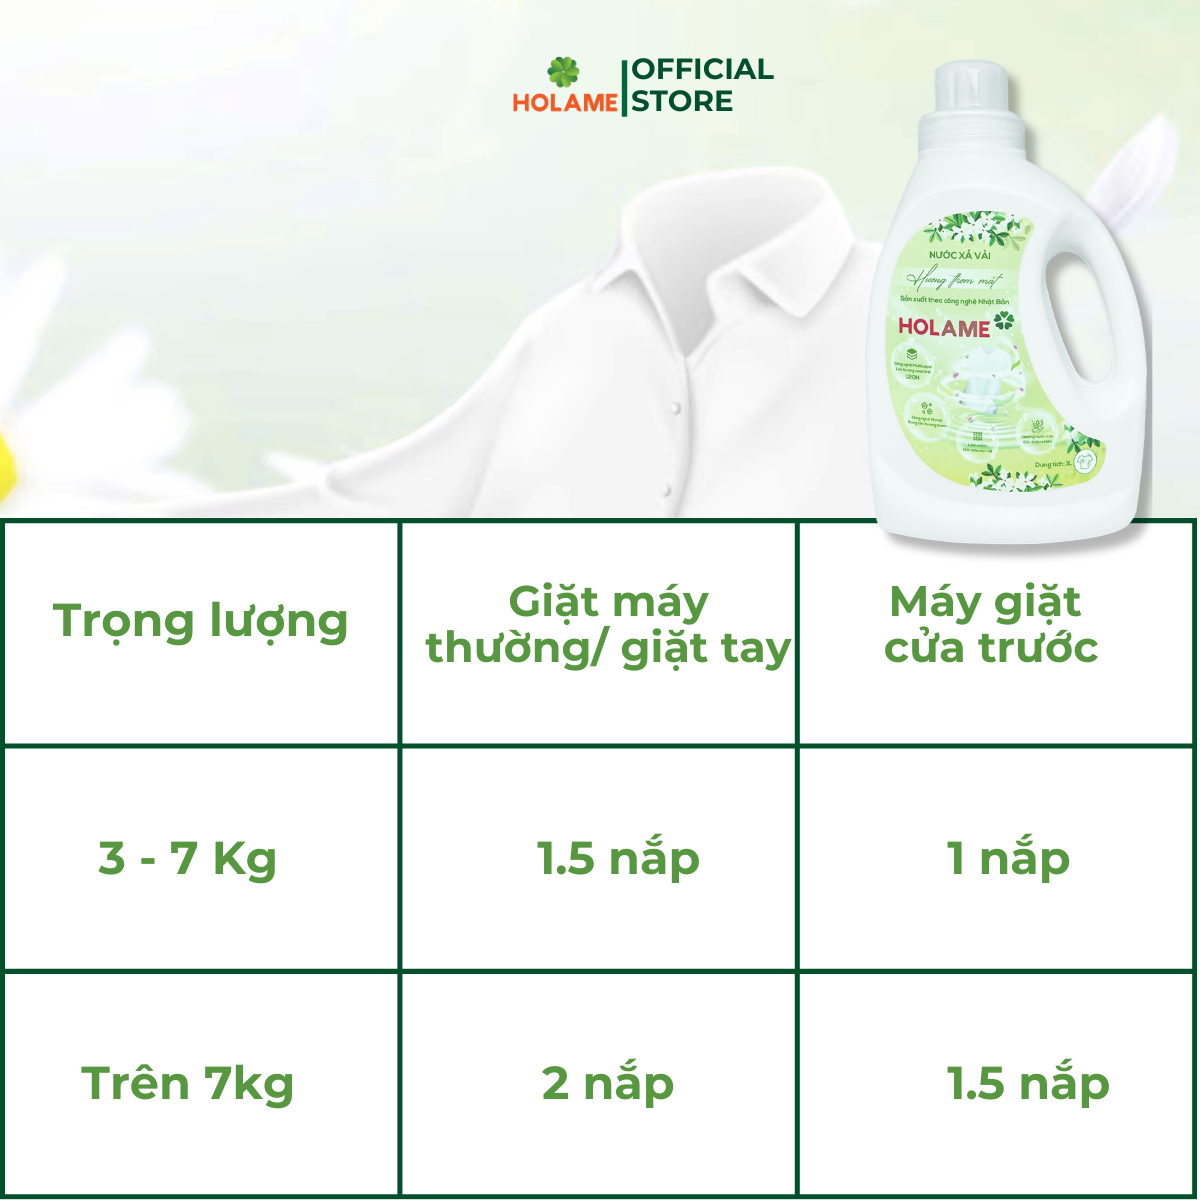 HOLAME
OFFICIAL
STORE
NƯỚC XẢ VẢI
Hương thơm mát
Sản xuất theo công nghệ Nhật Bản
HOLAME
120H
Dung tích: 3L
Trọng lượng
Giặt máy
thường/ giặt tay
Máy giặt
cửa trước
3 - 7 Kg
1.5 nắp
1 nắp
Trên 7kg
2 nắp
1.5 nắp